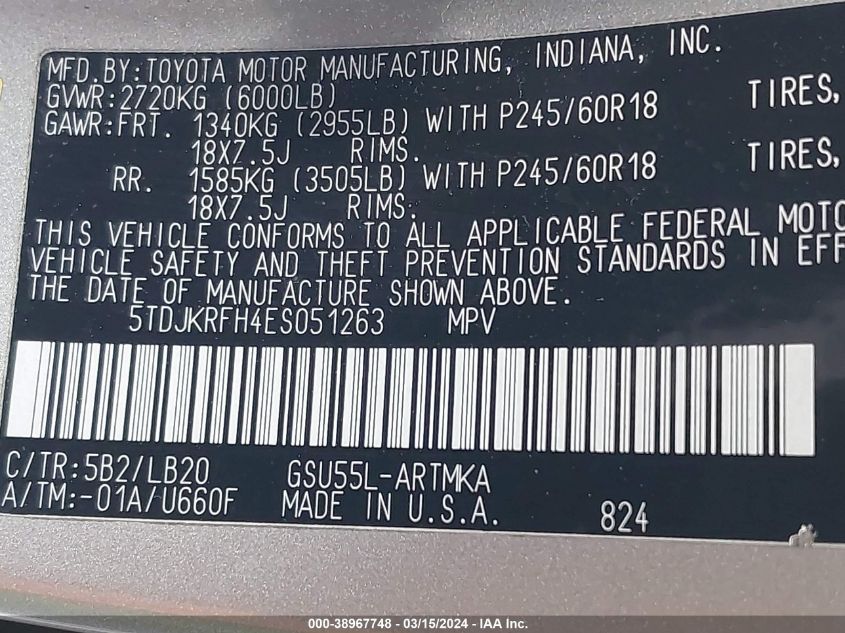 MFD.BY:TOYOTA MOTOR MANUFACTURING, INDIANA, INC.
GVWR:2720KG (6000LB)
GAWR:FRT. 1340KG (2955LB) WITH P245/60R18 TIRES,
18X7.5J RIMS.
RR. 1585KG (3505LB) WITH P245/60R18 TIRES,
18X7.5J RIMS.
THIS VEHICLE CONFORMS TO ALL APPLICABLE FEDERAL MOTO
VEHICLE SAFETY AND THEFT PREVENTION STANDARDS IN EFF
THE DATE OF MANUFACTURE SHOWN ABOVE.
5TDJKRFH4ES051263 MPV
C/TR:5B2/LB20 GSU55L-ARTMKA
A/TM:-01A/U660F MADE IN U.S.A. 824
000-38967748 - 03/15/2024 - IAA Inc.